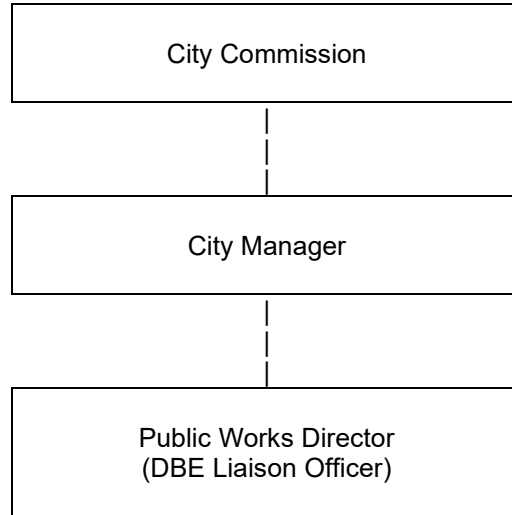 City Commission
City Manager
Public Works Director
(DBE Liaison Officer)